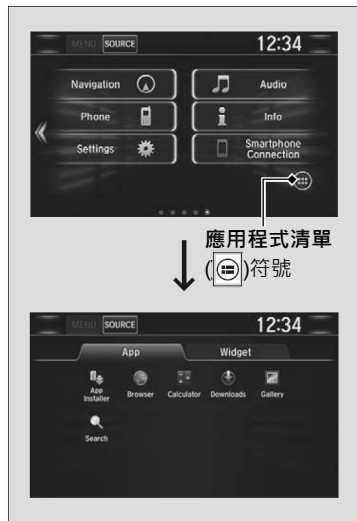 MENU SOURCE 12:34
Navigation Audio
Phone Info
Settings Smartphone
Connection
應用程式清單
()符號
MENU SOURCE 12:34
App Widget
App
Installer Browser Calculator Downloads Gallery
Search